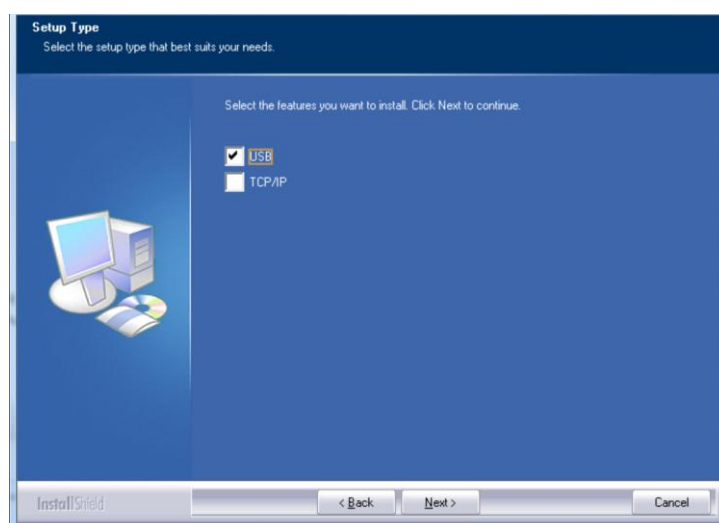 Setup Type
Select the setup type that best suits your needs.
Select the features you want to install. Click Next to continue.
USB
TCP/IP
InstallShield
< Back
Next >
Cancel